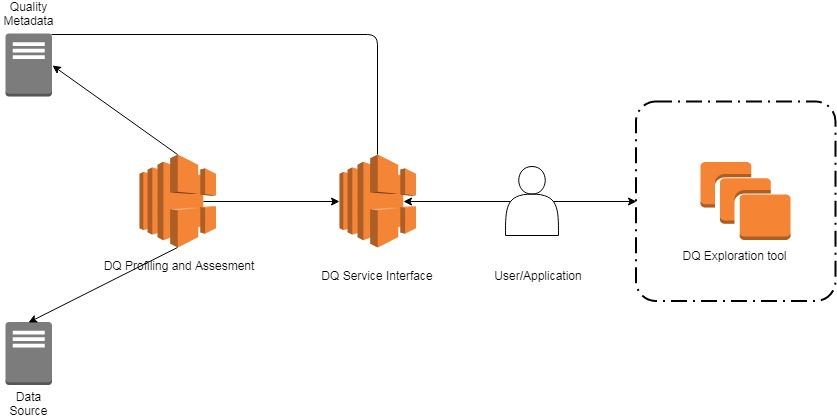 Quality
Metadata
DQ Profiling and Assesment
DQ Service Interface
User/Application
DQ Exploration tool
Data
Source